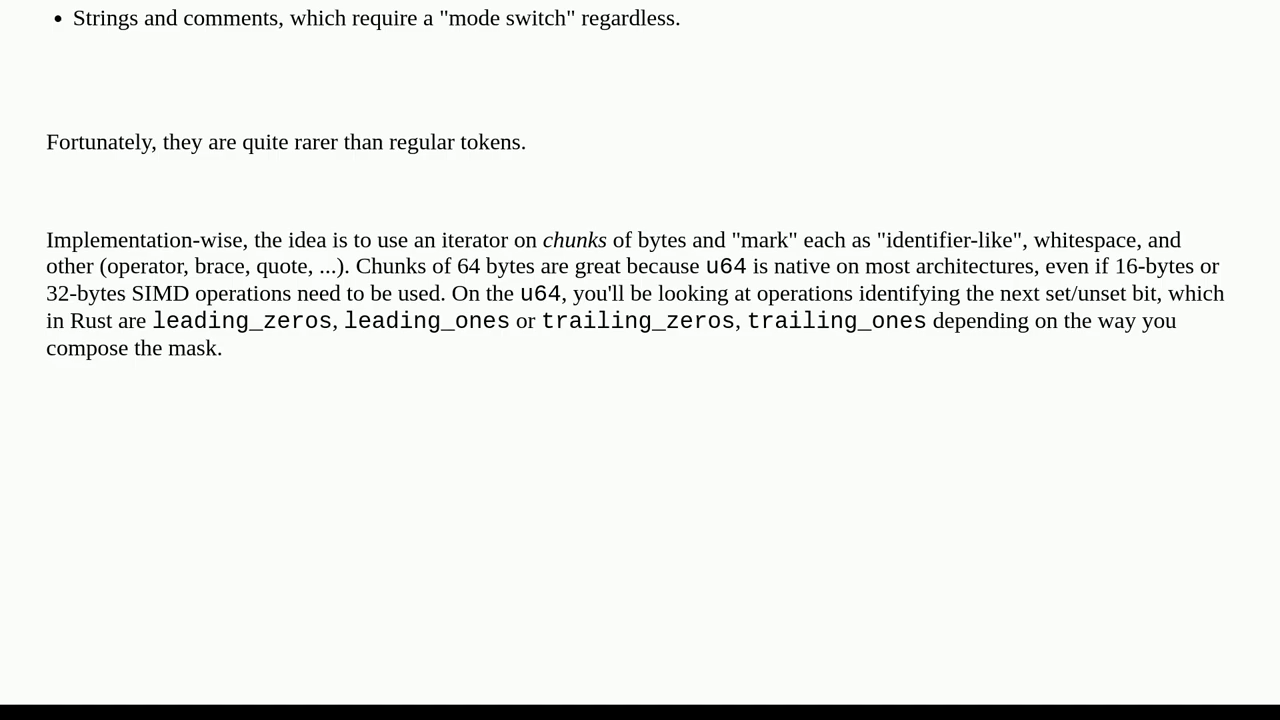 • Strings and comments, which require a "mode switch" regardless.
Fortunately, they are quite rarer than regular tokens.
Implementation-wise, the idea is to use an iterator on chunks of bytes and "mark" each as "identifier-like", whitespace, and
other (operator, brace, quote, ...). Chunks of 64 bytes are great because u64 is native on most architectures, even if 16-bytes or
32-bytes SIMD operations need to be used. On the u64, you'll be looking at operations identifying the next set/unset bit, which
in Rust are leading_zeros, leading_ones or trailing_zeros, trailing_ones depending on the way you
compose the mask.